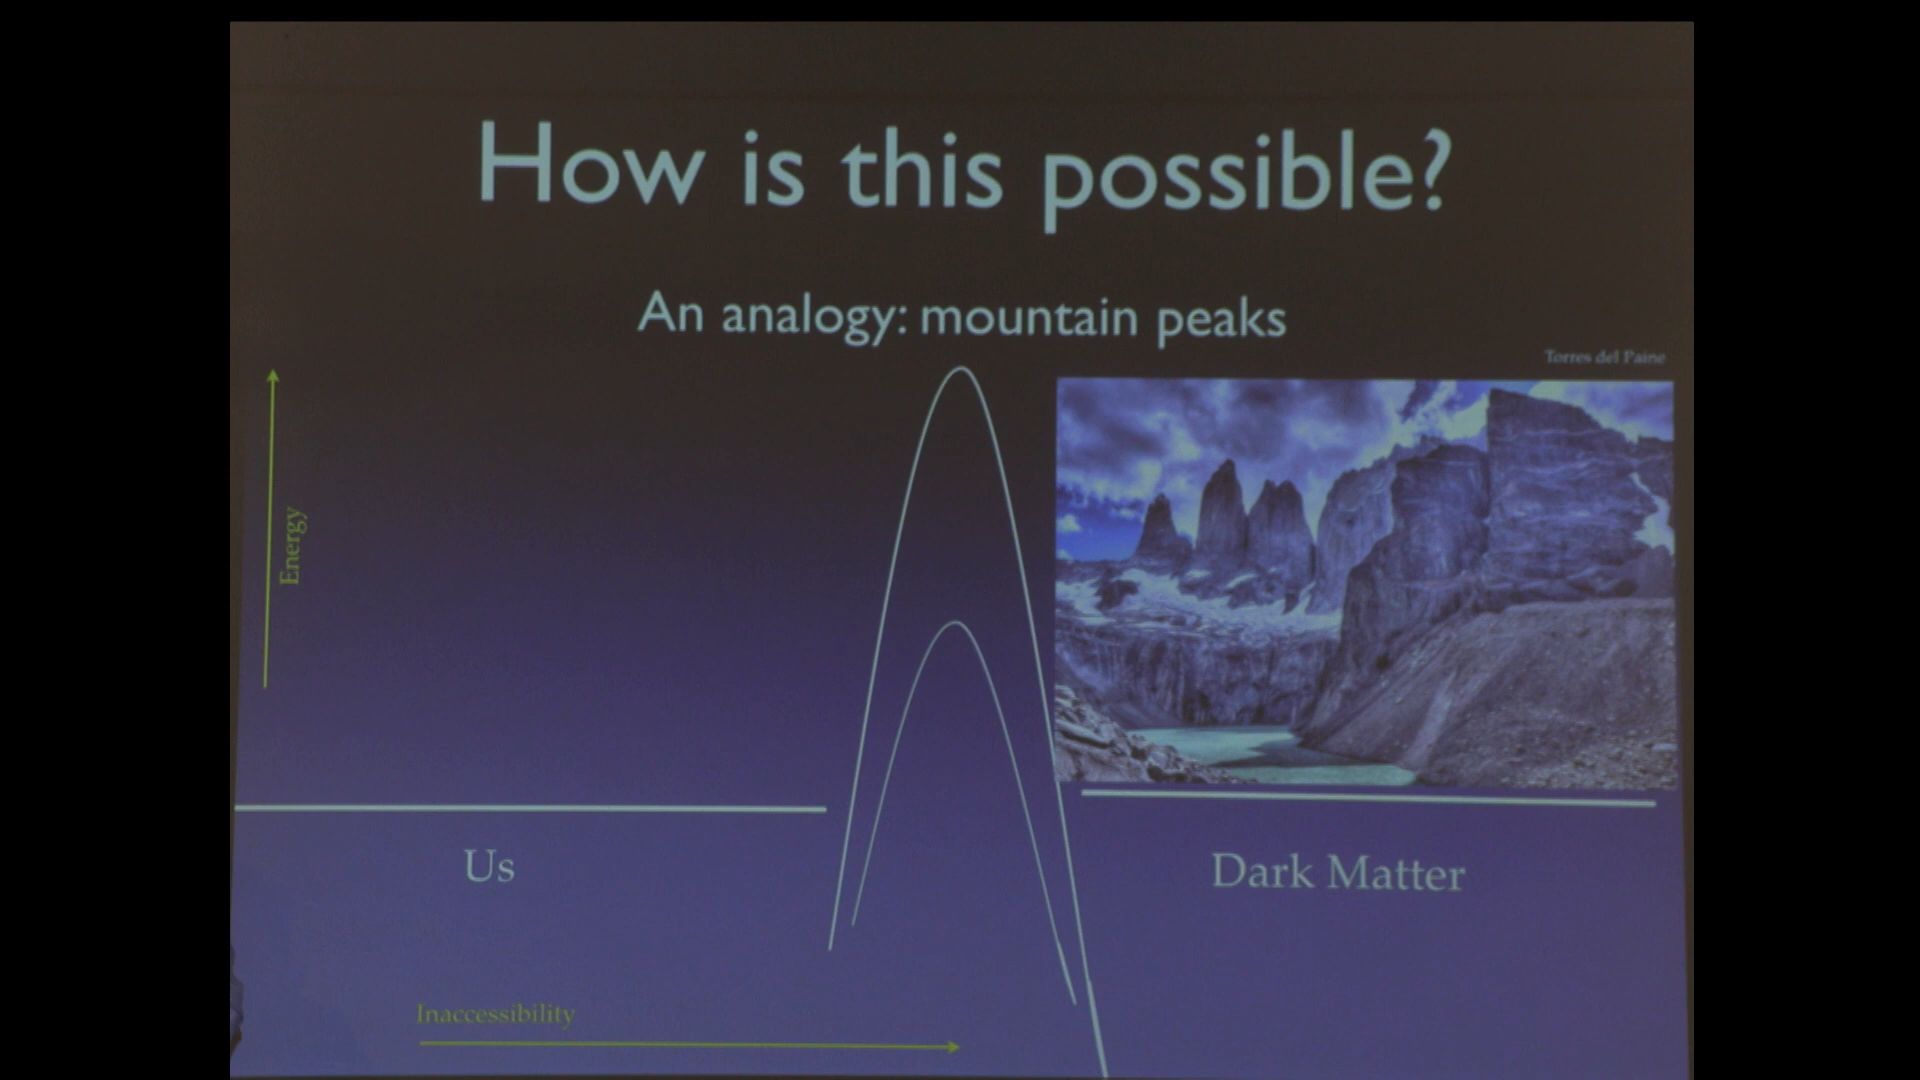 How is this possible?
An analogy: mountain peaks
Torres del Paine
Energy
Us
Dark Matter
Inaccessibility